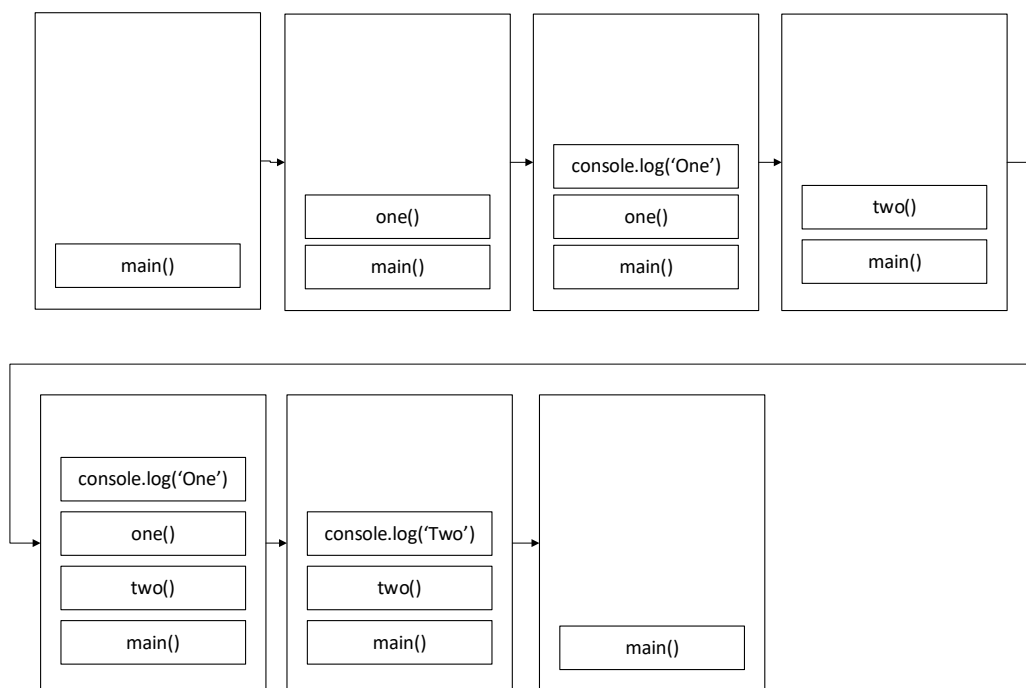 main()
one()
main()
console.log(‘One’)
one()
main()
two()
main()
console.log(‘One’)
one()
two()
main()
console.log(‘Two’)
two()
main()
main()